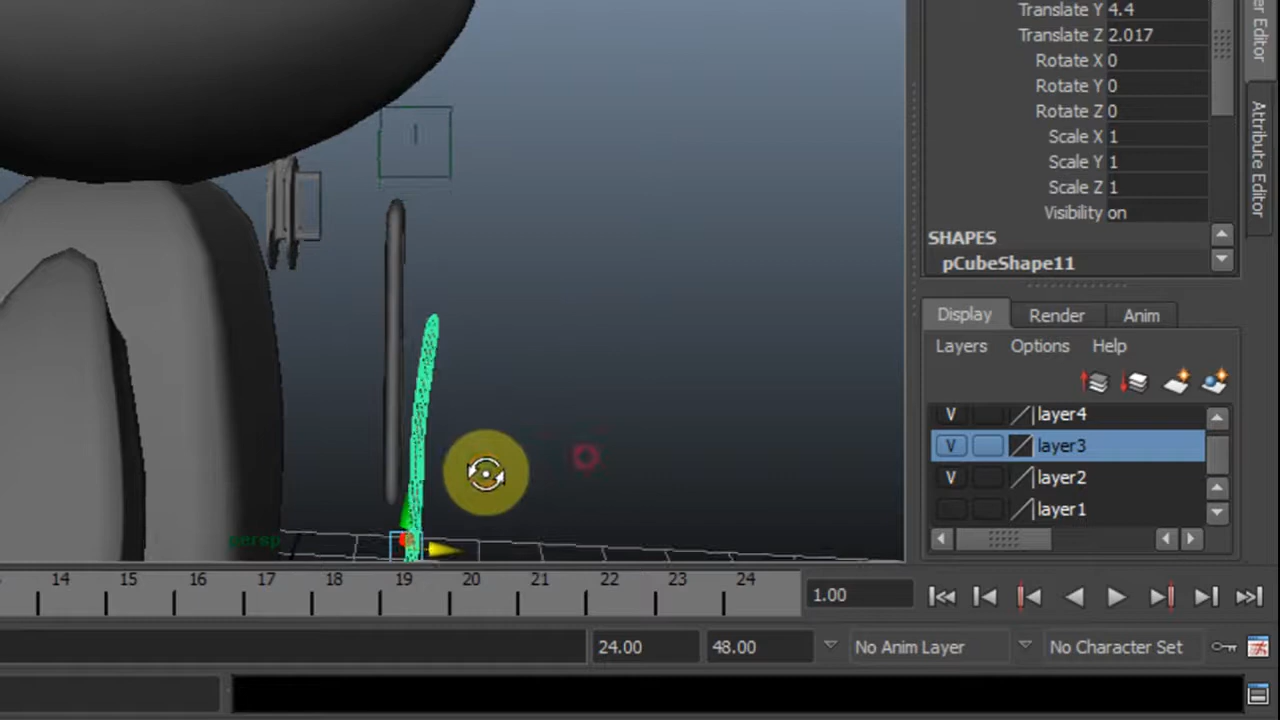 Translate Y 4.4
Translate Z 2.017
Rotate X 0
Rotate Y 0
Rotate Z 0
Scale X 1
Scale Y 1
Scale Z 1
Visibility on
SHAPES
pCubeShape11
Attribute Editor
Editor
Display Render Anim
Layers Options Help
V layer4
V layer3
V layer2
layer1
persp
14 15 16 17 18 19 20 21 22 23 24
1.00
24.00 48.00 No Anim Layer No Character Set